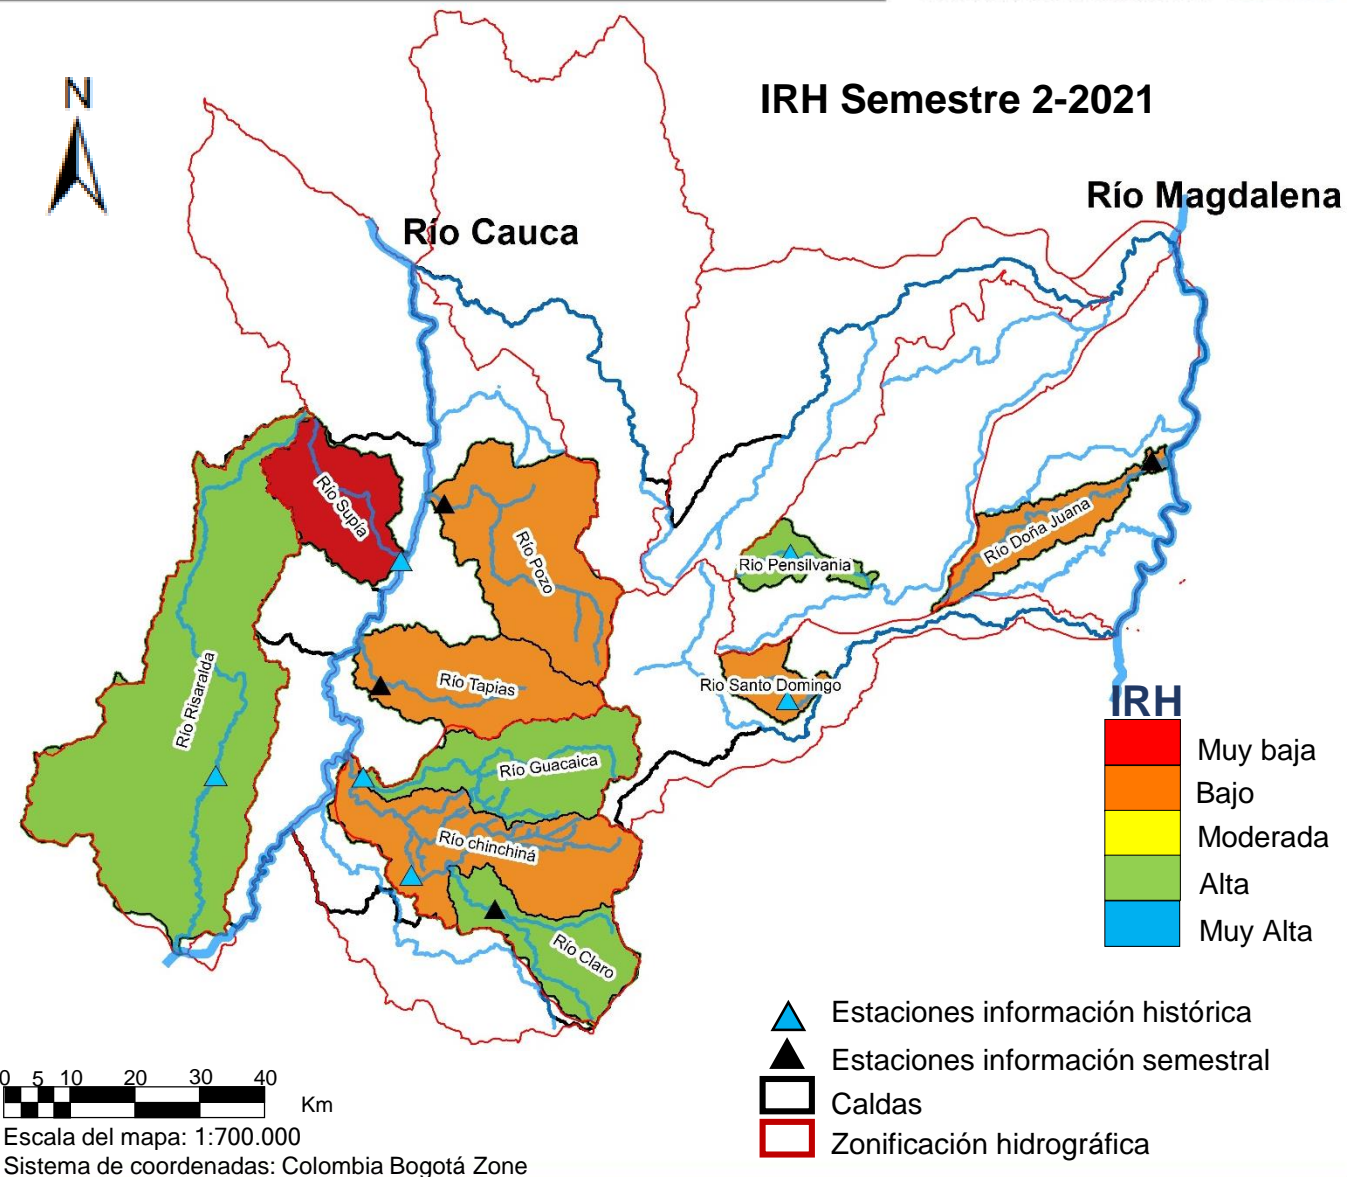 N
IRH Semestre 2-2021
Río Magdalena
Río Cauca
Río Supía
Río Pozo
Río Doña Juana
Rio Pensilvania
Río Risaralda
Río Tapias
Rio Santo Domingo
Río Guacaica
Río chinchiná
Río Claro
IRH
Muy baja
Bajo
Moderada
Alta
Muy Alta
Estaciones información histórica
Estaciones información semestral
Caldas
Zonificación hidrográfica
0 5 10 20 30 40
Km
Escala del mapa: 1:700.000
Sistema de coordenadas: Colombia Bogotá Zone